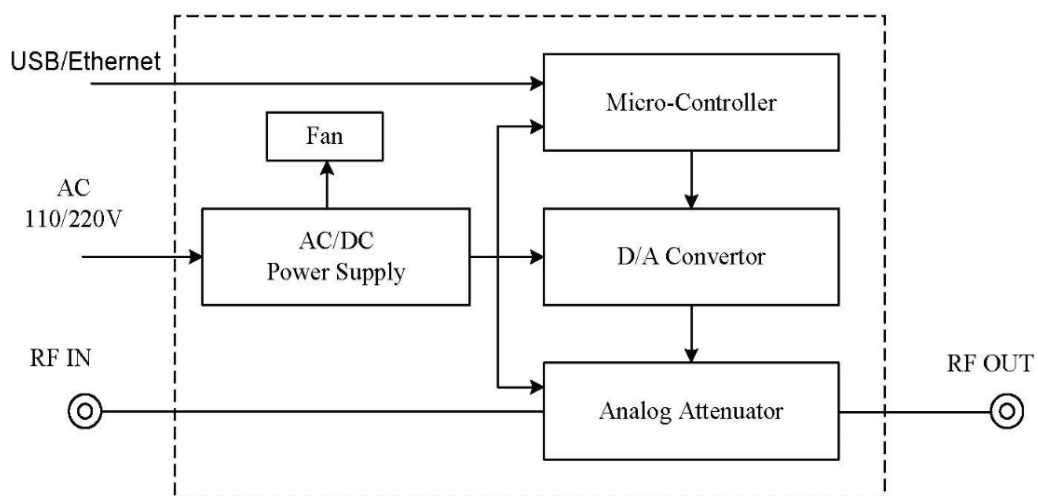 USB/Ethernet
Micro-Controller
Fan
AC
110/220V
AC/DC
Power Supply
D/A Convertor
RF IN
Analog Attenuator
RF OUT